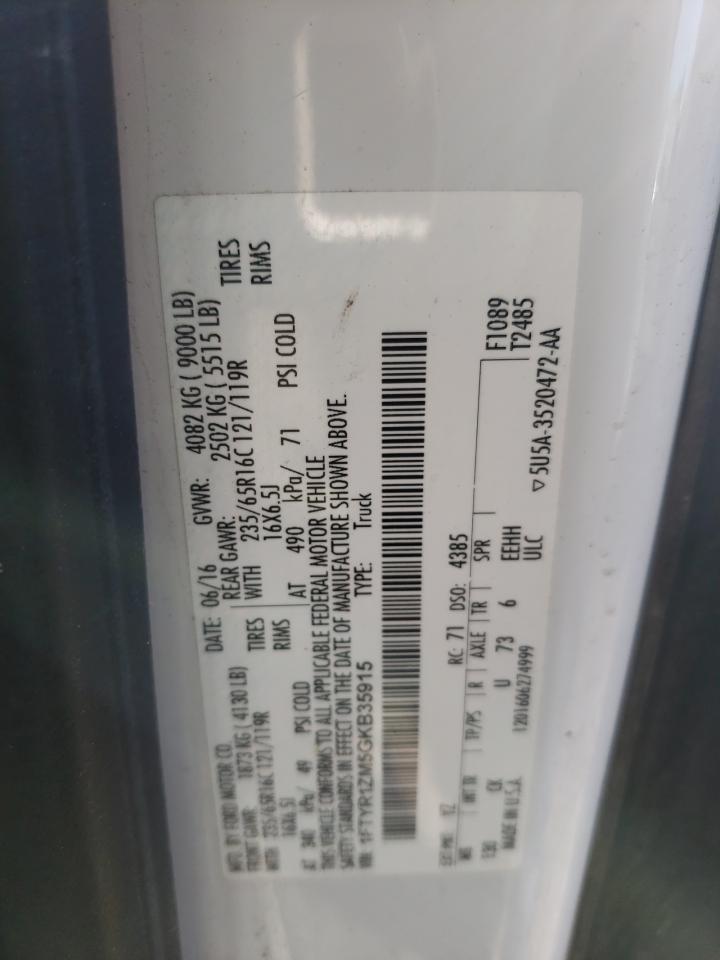 MFD. BY FORD MOTOR CO.
DATE: 06/16 GVWR: 4082 KG ( 9000 LB)
FRONT GAWR: 1873 KG ( 4130 LB) REAR GAWR: 2502 KG ( 5515 LB)
WITH 235/65R16C 121/119R TIRES WITH 235/65R16C 121/119R TIRES
16X6.5J RIMS 16X6.5J RIMS
AT 340 kPa/ 49 PSI COLD AT 490 kPa/ 71 PSI COLD
THIS VEHICLE CONFORMS TO ALL APPLICABLE FEDERAL MOTOR VEHICLE
SAFETY STANDARDS IN EFFECT ON THE DATE OF MANUFACTURE SHOWN ABOVE.
VIN: 1FTYR1ZM5GKB35915 TYPE: Truck
EXT PNT: YZ RC: 71 DSO: 4385
WB INT TR TP/PS R AXLE TR SPR F1089
130 CK U 73 6 EEHH T2485
ULC
MADE IN U.S.A. 1201606274999 ▽ 5U5A-3520472-AA